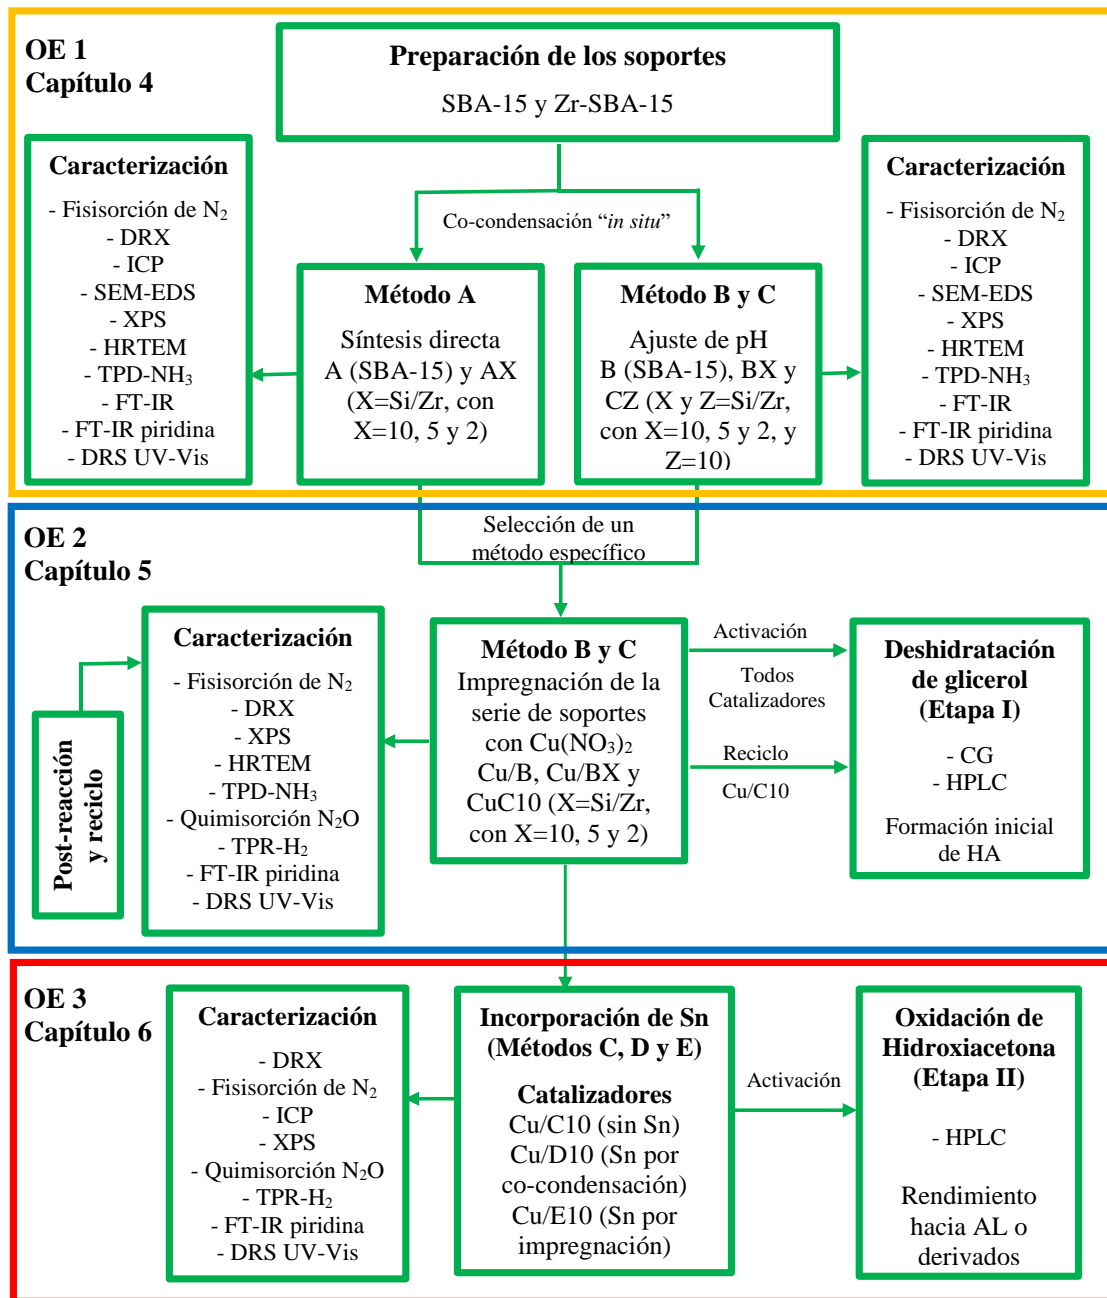 OE 1
Capítulo 4
Preparación de los soportes
SBA-15 y Zr-SBA-15
Caracterización
- Fisisorción de N₂
- DRX
- ICP
- SEM-EDS
- XPS
- HRTEM
- TPD-NH₃
- FT-IR
- FT-IR piridina
- DRS UV-Vis
Co-condensación “in situ”
Método A
Síntesis directa
A (SBA-15) y AX
(X=Si/Zr, con
X=10, 5 y 2)
Método B y C
Ajuste de pH
B (SBA-15), BX y
CZ (X y Z=Si/Zr,
con X=10, 5 y 2, y
Z=10)
Caracterización
- Fisisorción de N₂
- DRX
- ICP
- SEM-EDS
- XPS
- HRTEM
- TPD-NH₃
- FT-IR
- FT-IR piridina
- DRS UV-Vis
OE 2
Capítulo 5
Selección de un
método específico
Post-reacción
y reciclo
Caracterización
- Fisisorción de N₂
- DRX
- XPS
- HRTEM
- TPD-NH₃
- Quimisorción N₂O
- TPR-H₂
- FT-IR piridina
- DRS UV-Vis
Método B y C
Impregnación de la
serie de soportes
con Cu(NO₃)₂
Cu/B, Cu/BX y
CuC10 (X=Si/Zr,
con X=10, 5 y 2)
Activación
Todos
Catalizadores
Reciclo
Cu/C10
Deshidratación
de glicerol
(Etapa I)
- CG
- HPLC
Formación inicial
de HA
OE 3
Capítulo 6
Caracterización
- DRX
- Fisisorción de N₂
- ICP
- XPS
- Quimisorción N₂O
- TPR-H₂
- FT-IR piridina
- DRS UV-Vis
Incorporación de Sn
(Métodos C, D y E)
Catalizadores
Cu/C10 (sin Sn)
Cu/D10 (Sn por
co-condensación)
Cu/E10 (Sn por
impregnación)
Activación
Oxidación de
Hidroxiacetona
(Etapa II)
- HPLC
Rendimiento
hacia AL o
derivados